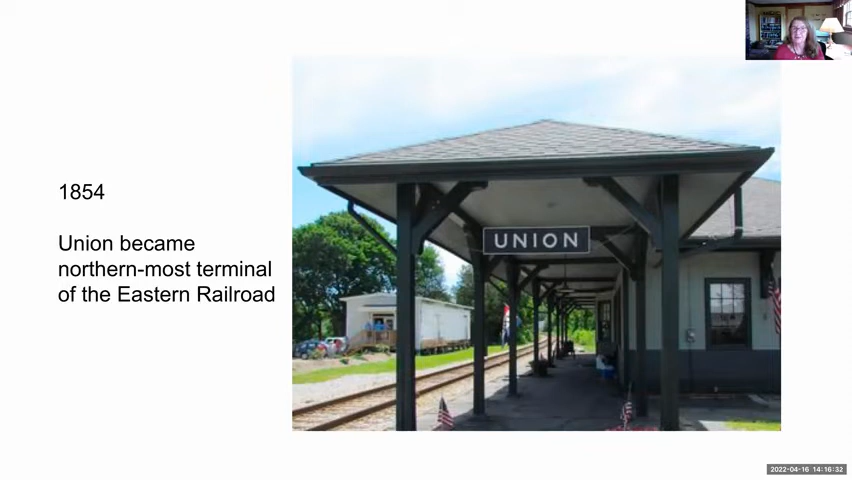 1854
Union became
northern-most terminal
of the Eastern Railroad
UNION
2022-04-16 14:16:32